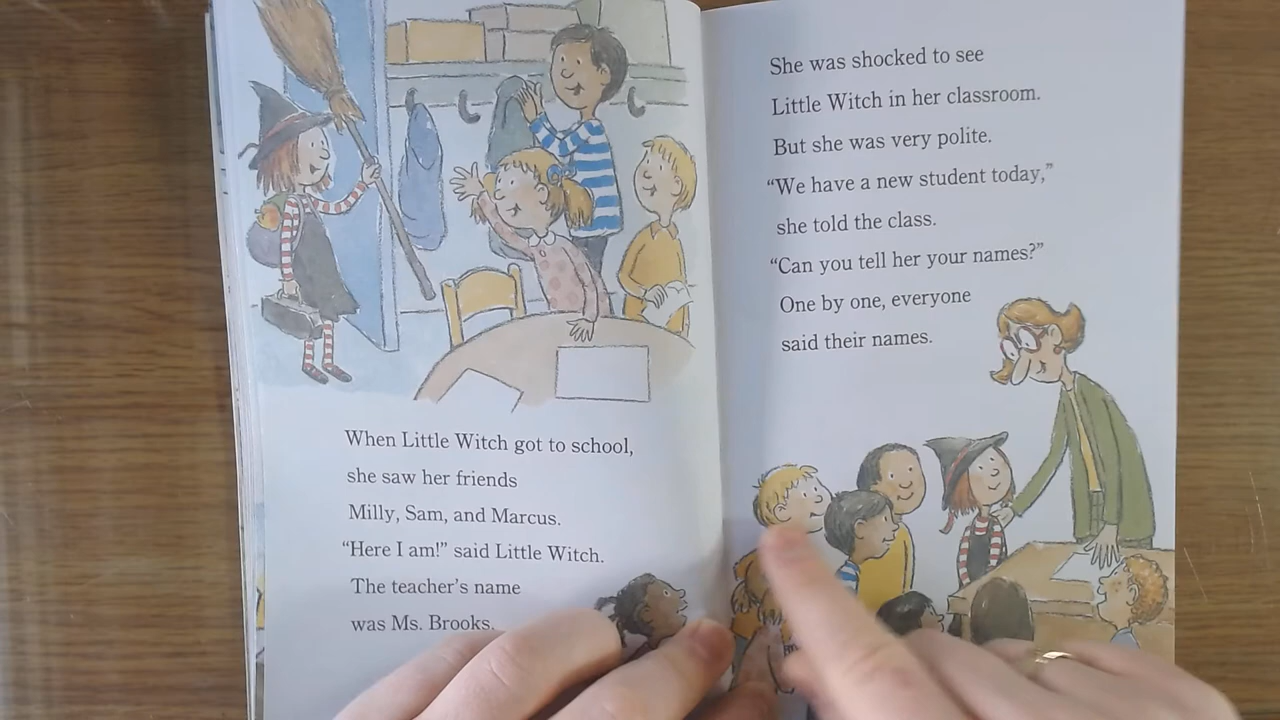 When Little Witch got to school,
she saw her friends
Milly, Sam, and Marcus.
“Here I am!” said Little Witch.
The teacher’s name
was Ms. Brooks.
She was shocked to see
Little Witch in her classroom.
But she was very polite.
“We have a new student today,”
she told the class.
“Can you tell her your names?”
One by one, everyone
said their names.